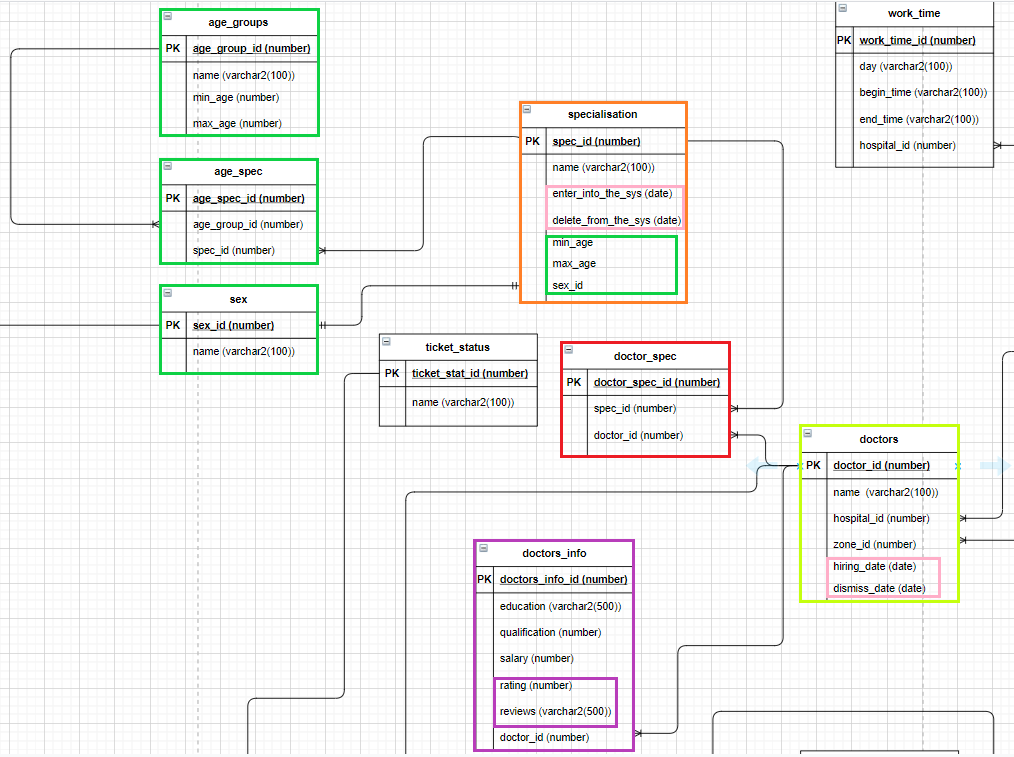 age_groups
PK age_group_id (number)
name (varchar2(100))
min_age (number)
max_age (number)
age_spec
PK age_spec_id (number)
age_group_id (number)
spec_id (number)
sex
PK sex_id (number)
name (varchar2(100))
specialisation
PK spec_id (number)
name (varchar2(100))
enter_into_the_sys (date)
delete_from_the_sys (date)
min_age
max_age
sex_id
work_time
PK work_time_id (number)
day (varchar2(100))
begin_time (varchar2(100))
end_time (varchar2(100))
hospital_id (number)
ticket_status
PK ticket_stat_id (number)
name (varchar2(100))
doctor_spec
PK doctor_spec_id (number)
spec_id (number)
doctor_id (number)
doctors
PK doctor_id (number)
name (varchar2(100))
hospital_id (number)
zone_id (number)
hiring_date (date)
dismiss_date (date)
doctors_info
PK doctors_info_id (number)
education (varchar2(500))
qualification (number)
salary (number)
rating (number)
reviews (varchar2(500))
doctor_id (number)